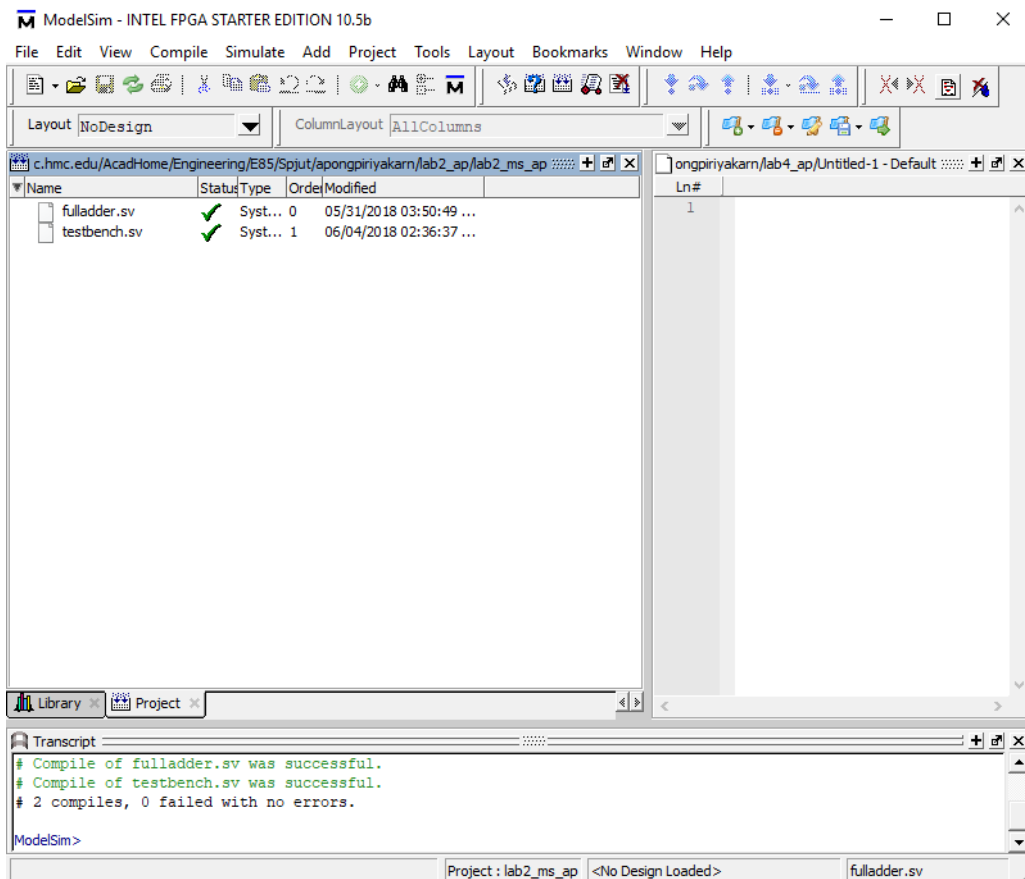 ModelSim - INTEL FPGA STARTER EDITION 10.5b
File Edit View Compile Simulate Add Project Tools Layout Bookmarks Window Help
Layout NoDesign ColumnLayout AllColumns
c.hmc.edu/AcadHome/Engineering/E85/Spjut/apongpiriyakarn/lab2_ap/lab2_ms_ap
Name Status Type Order Modified
fulladder.sv Syst... 0 05/31/2018 03:50:49 ...
testbench.sv Syst... 1 06/04/2018 02:36:37 ...
ongpiriyakarn/lab4_ap/Untitled-1 - Default
Ln#
1
Library Project
Transcript
# Compile of fulladder.sv was successful.
# Compile of testbench.sv was successful.
# 2 compiles, 0 failed with no errors.
ModelSim>
Project : lab2_ms_ap <No Design Loaded> fulladder.sv